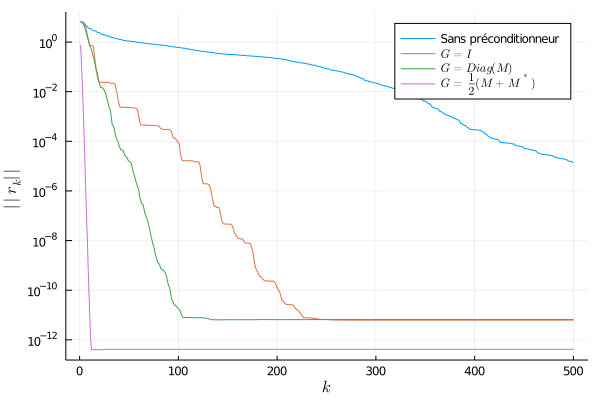 10^0
10^-2
10^-4
10^-6
10^-8
10^-10
10^-12
||r_k||
0
100
200
300
400
500
k
Sans préconditionneur
G = I
G = Diag(M)
G = \frac{1}{2}(M + M^*)